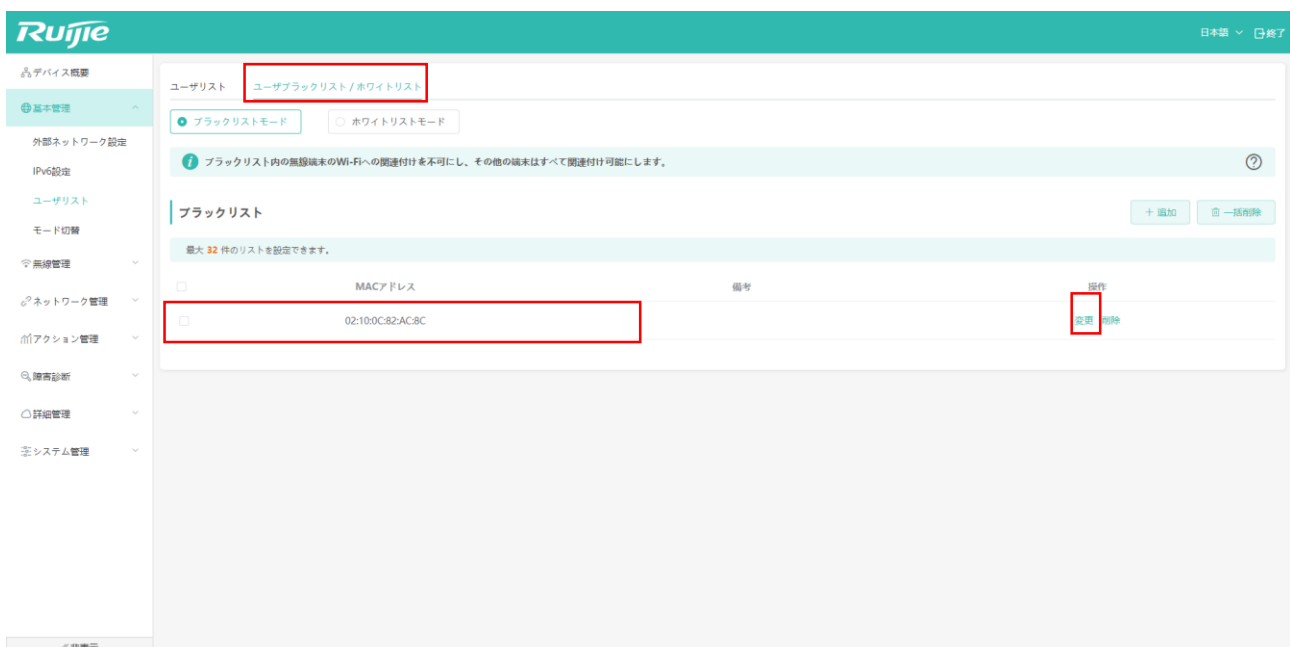 Ruijie
日本語 終了
デバイス概要
基本管理
外部ネットワーク設定
IPv6設定
ユーザリスト
モード切替
無線管理
ネットワーク管理
アクション管理
障害診断
詳細管理
システム管理
非表示
ユーザリスト ユーザブラックリスト / ホワイトリスト
ブラックリストモード ホワイトリストモード
ブラックリスト内の無線端末のWi-Fiへの関連付けを不可にし、その他の端末はすべて関連付け可能にします。
ブラックリスト + 追加 一括削除
最大 32 件のリストを設定できます。
MACアドレス 備考 操作
02:10:0C:82:AC:8C 変更 削除